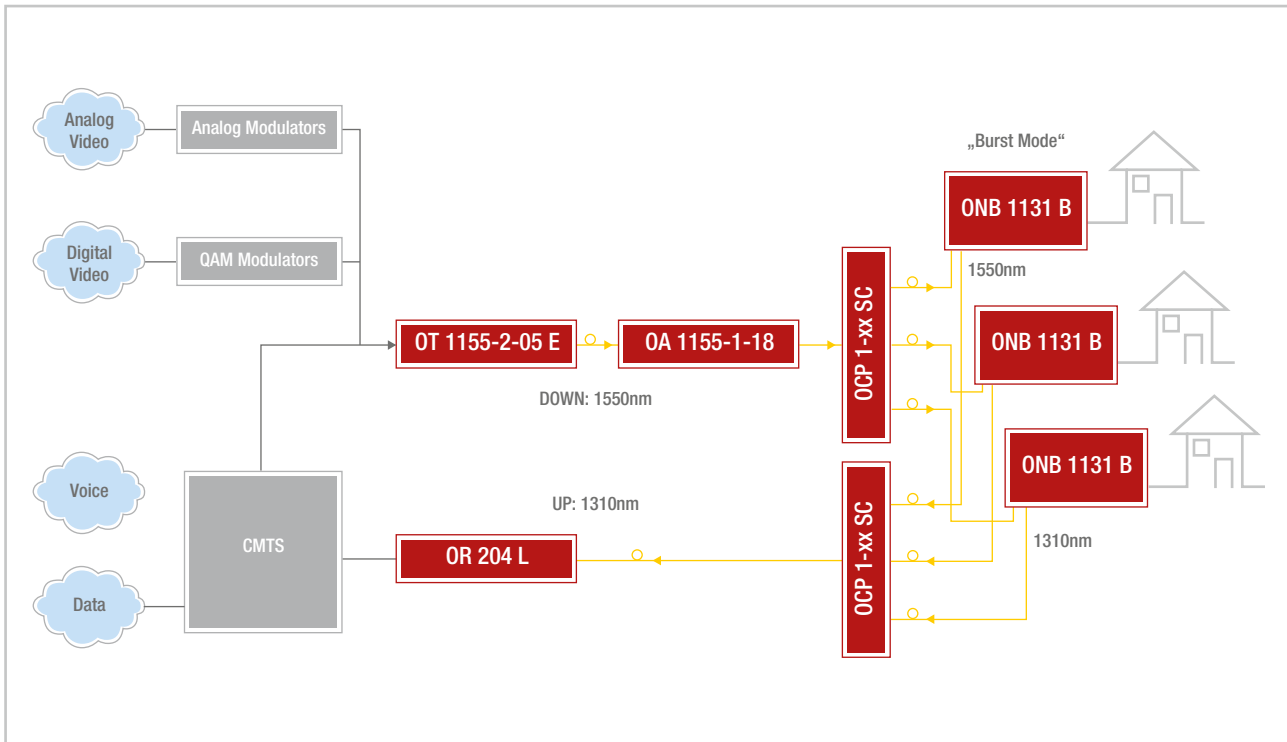 Analog
Video
Analog Modulators
„Burst Mode“
ONB 1131 B
Digital
Video
QAM Modulators
1550nm
OT 1155-2-05 E
OA 1155-1-18
OCP 1-xx SC
ONB 1131 B
DOWN: 1550nm
ONB 1131 B
Voice
UP: 1310nm
CMTS
OR 204 L
OCP 1-xx SC
1310nm
Data